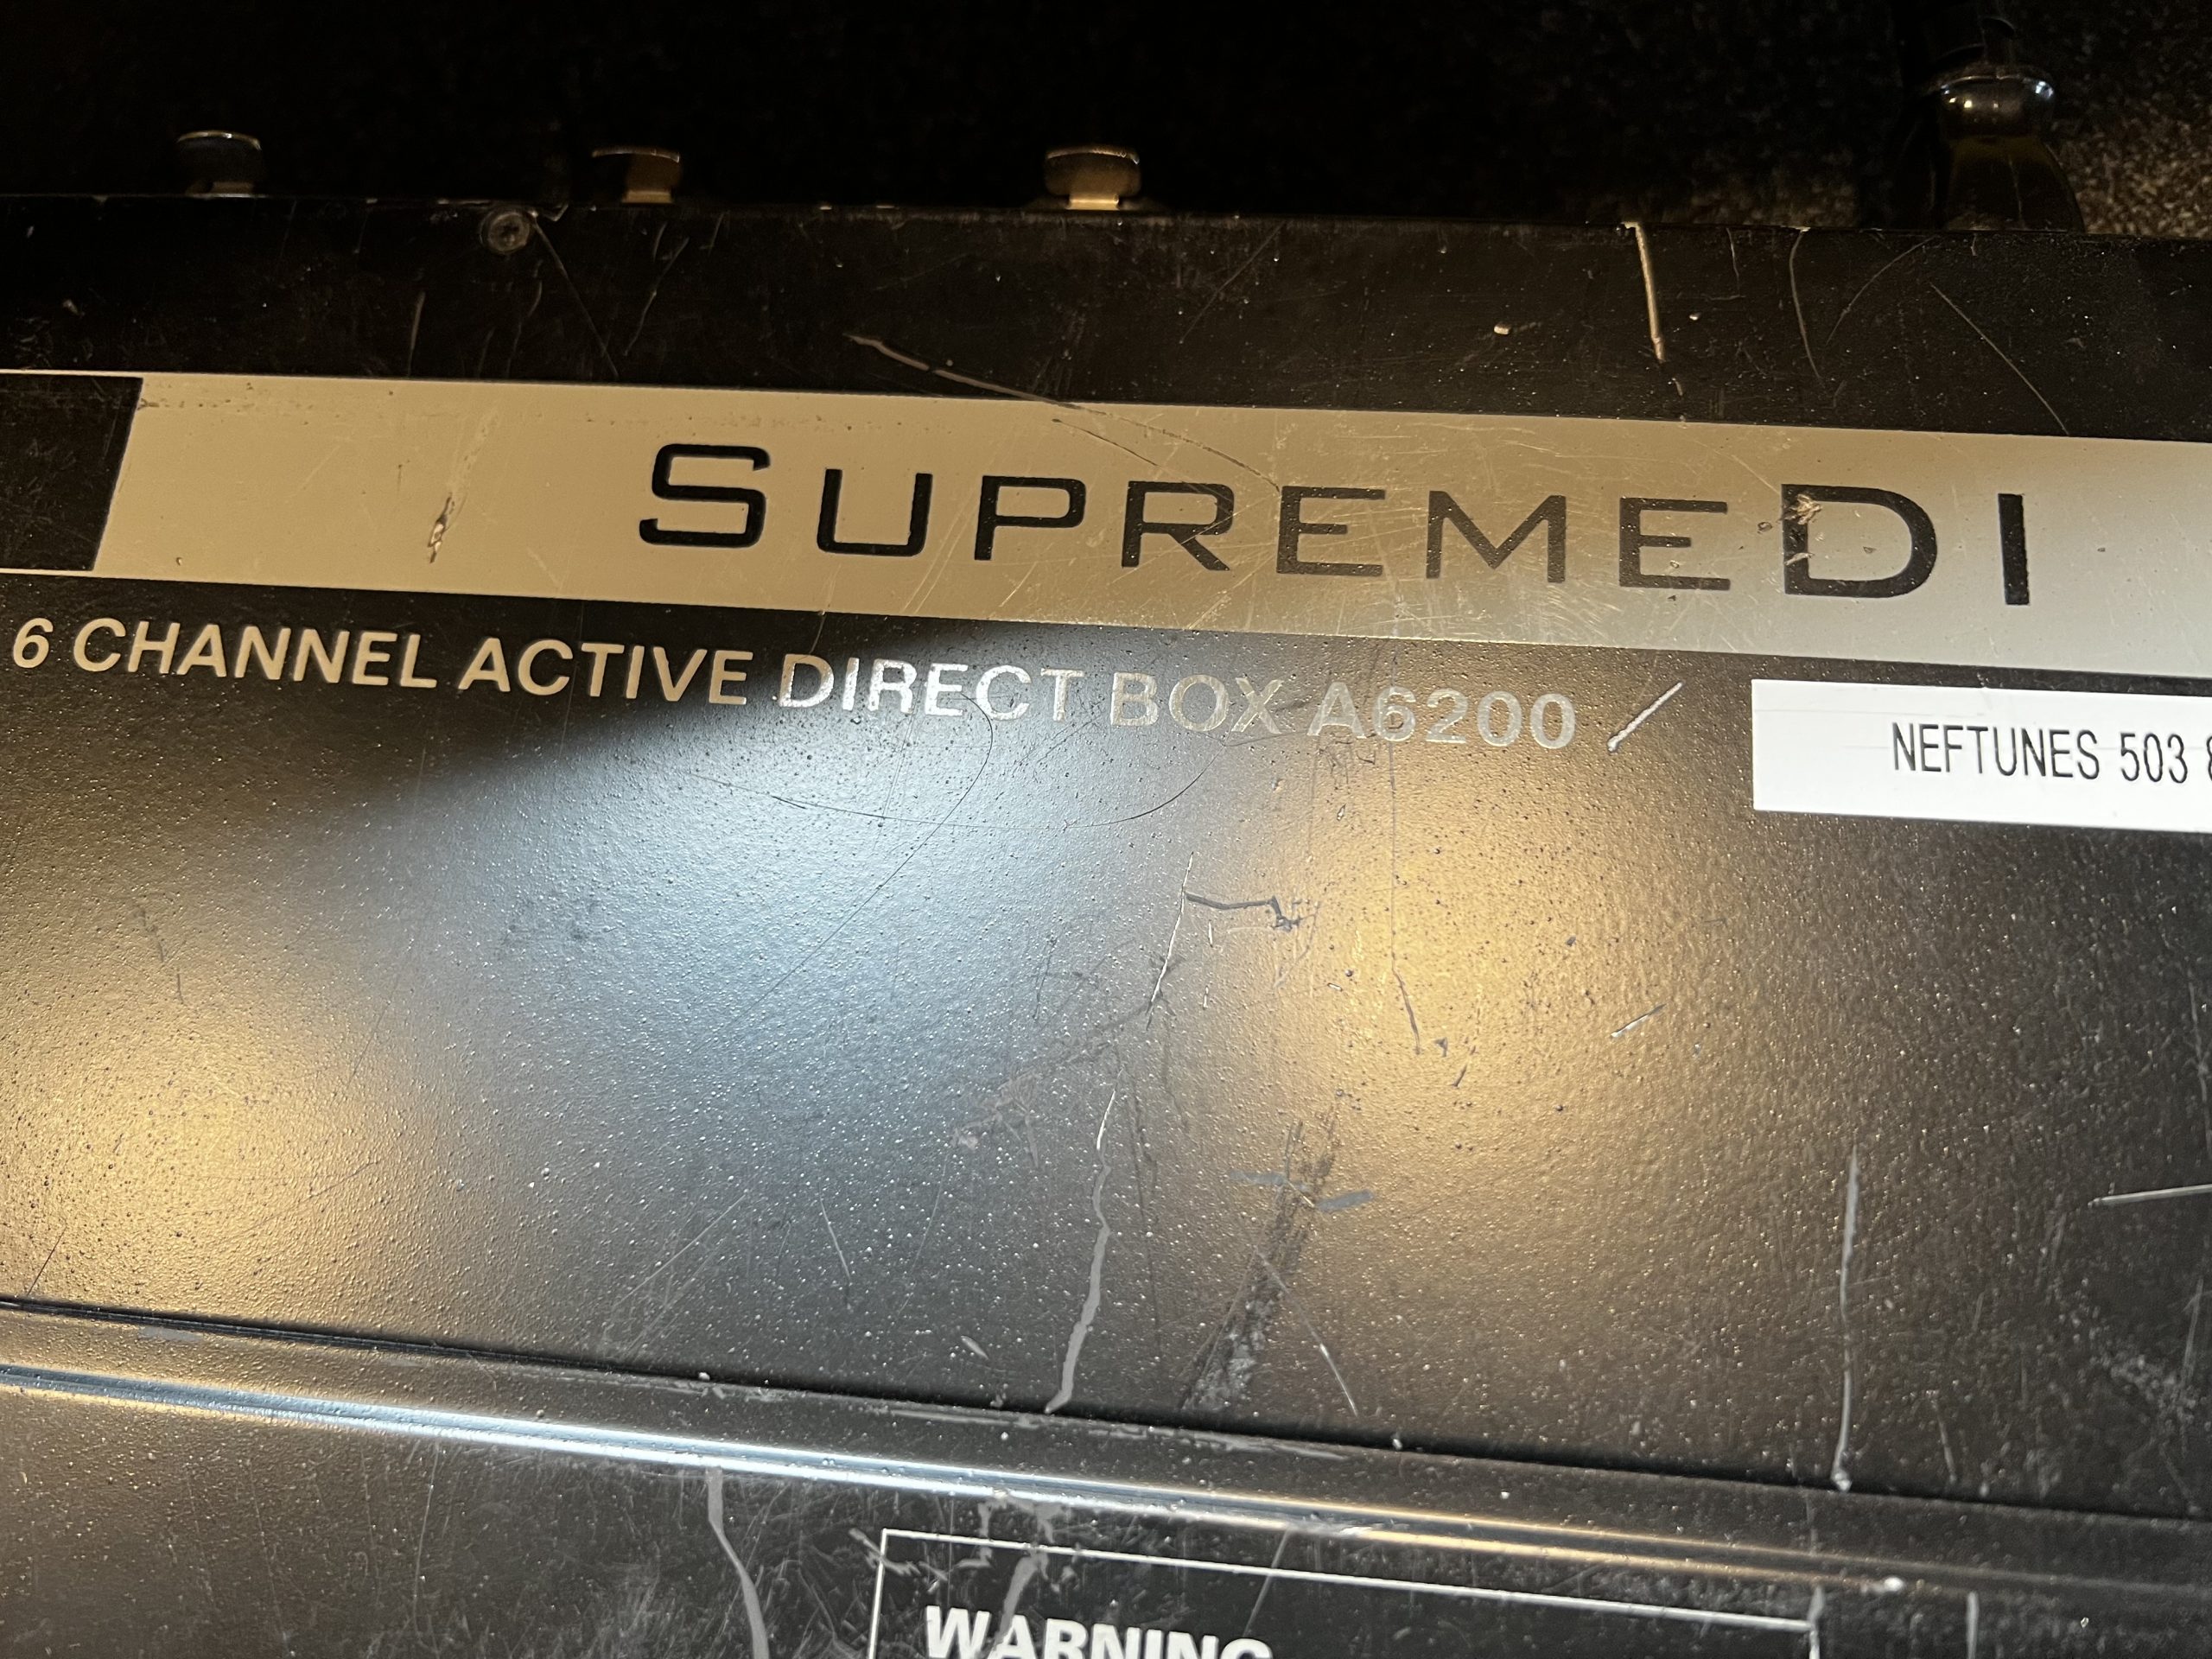 SUPREMEDI
6 CHANNEL ACTIVE DIRECT BOX A6200
NEFTUNES 503
WARNING